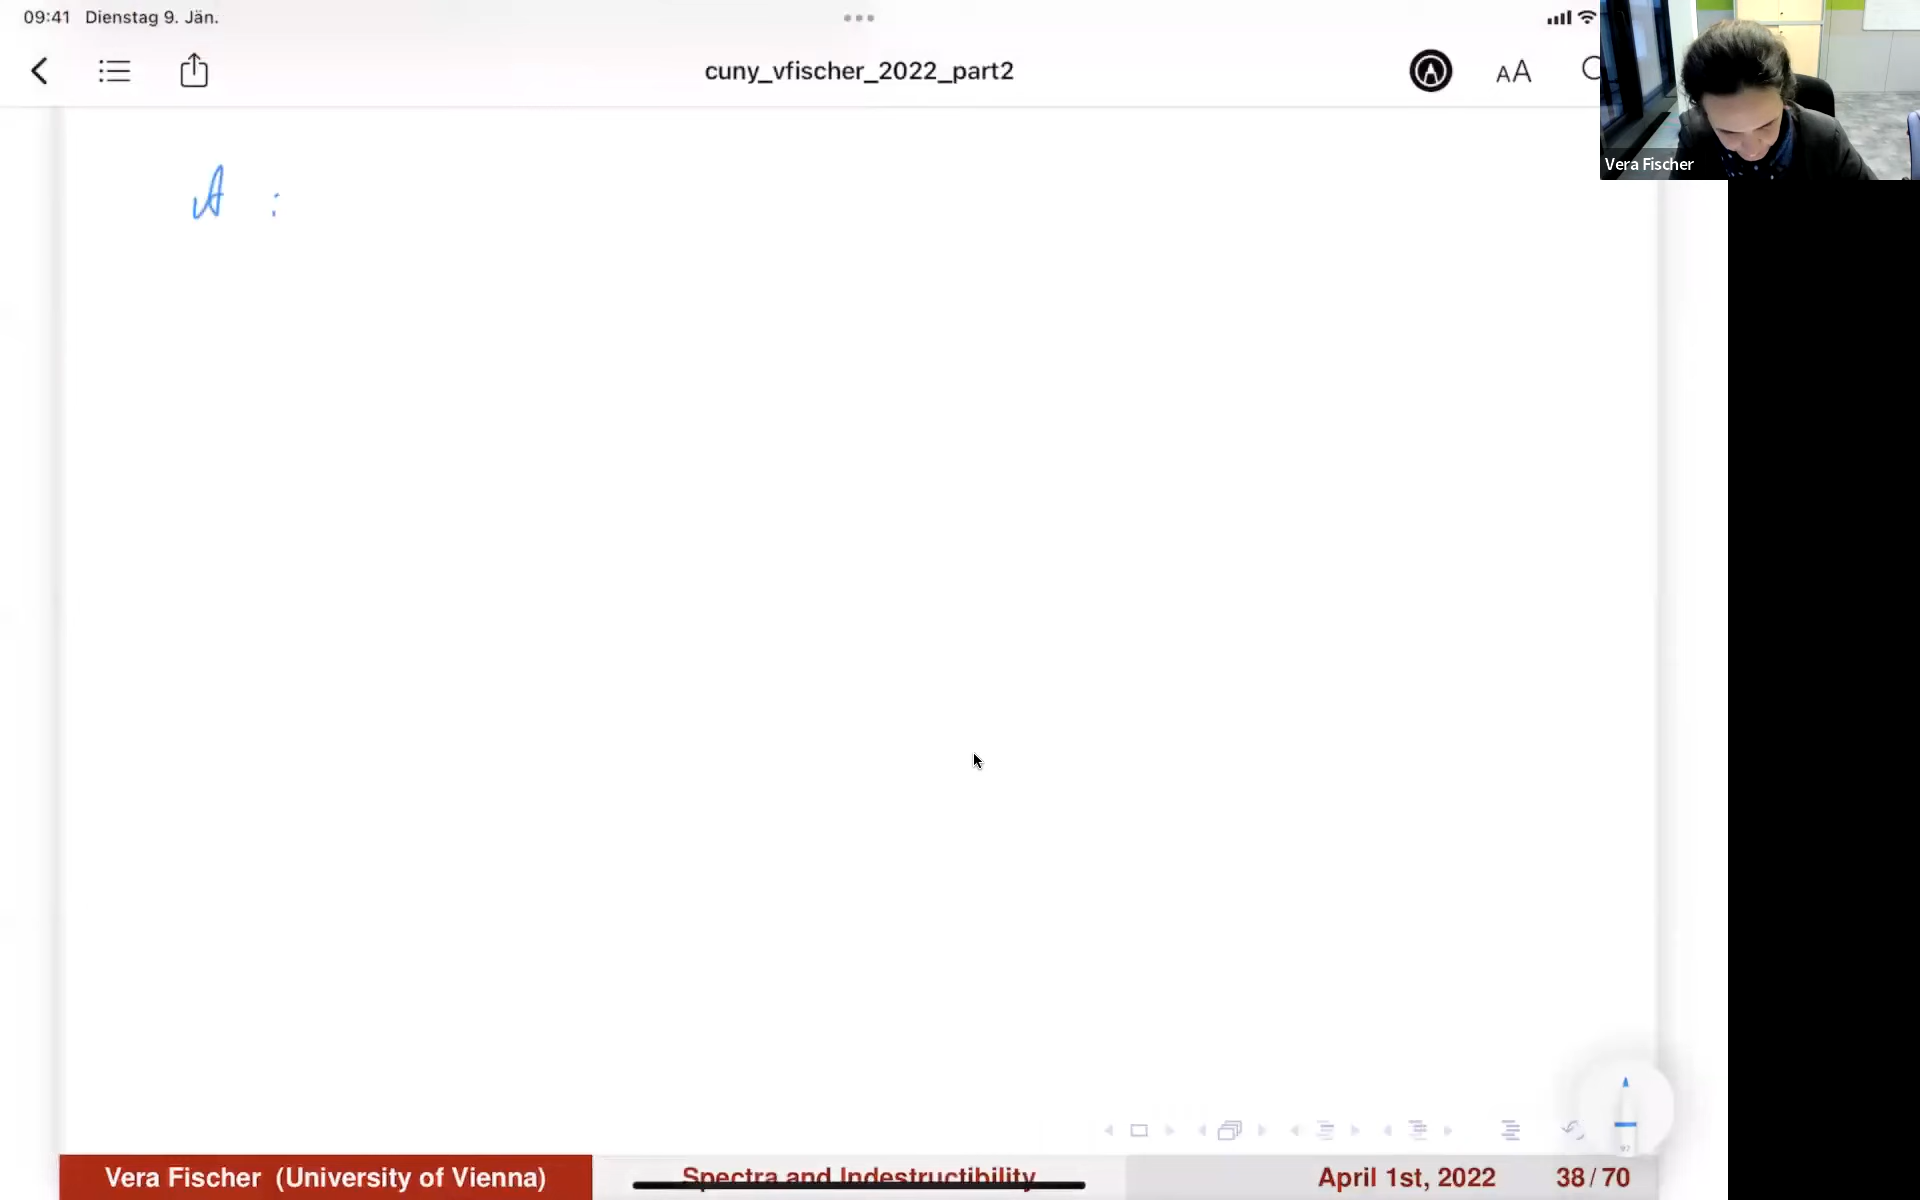 09:41 Dienstag 9. Jän.
cuny_vfischer_2022_part2
AA
Vera Fischer
A :
Vera Fischer (University of Vienna) Spectra and Indestructibility April 1st, 2022 38 / 70